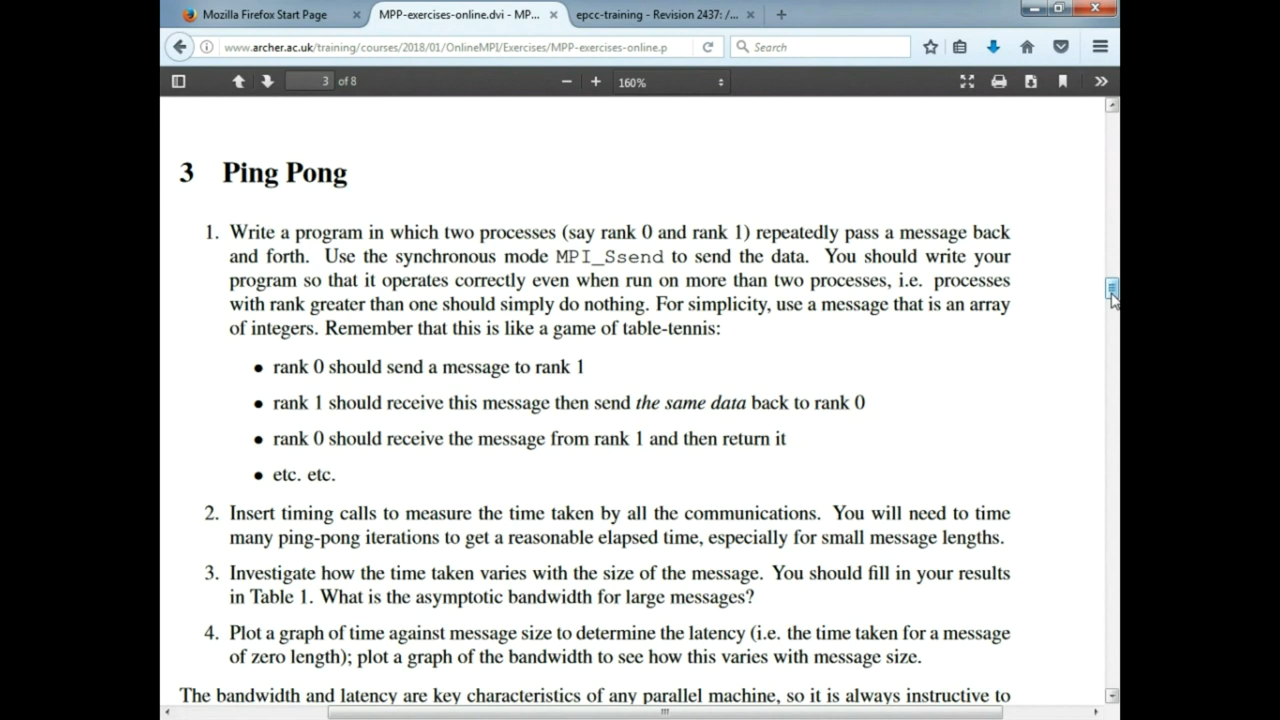 Mozilla Firefox Start Page
MPP-exercises-online.dvi - MP...
epcc-training - Revision 2437: /...
www.archer.ac.uk/training/courses/2018/01/OnlineMPI/Exercises/MPP-exercises-online.p
Search
3 of 8
160%
3 Ping Pong
1. Write a program in which two processes (say rank 0 and rank 1) repeatedly pass a message back
and forth. Use the synchronous mode MPI_Ssend to send the data. You should write your
program so that it operates correctly even when run on more than two processes, i.e. processes
with rank greater than one should simply do nothing. For simplicity, use a message that is an array
of integers. Remember that this is like a game of table-tennis:
• rank 0 should send a message to rank 1
• rank 1 should receive this message then send the same data back to rank 0
• rank 0 should receive the message from rank 1 and then return it
• etc. etc.
2. Insert timing calls to measure the time taken by all the communications. You will need to time
many ping-pong iterations to get a reasonable elapsed time, especially for small message lengths.
3. Investigate how the time taken varies with the size of the message. You should fill in your results
in Table 1. What is the asymptotic bandwidth for large messages?
4. Plot a graph of time against message size to determine the latency (i.e. the time taken for a message
of zero length); plot a graph of the bandwidth to see how this varies with message size.
The bandwidth and latency are key characteristics of any parallel machine, so it is always instructive to